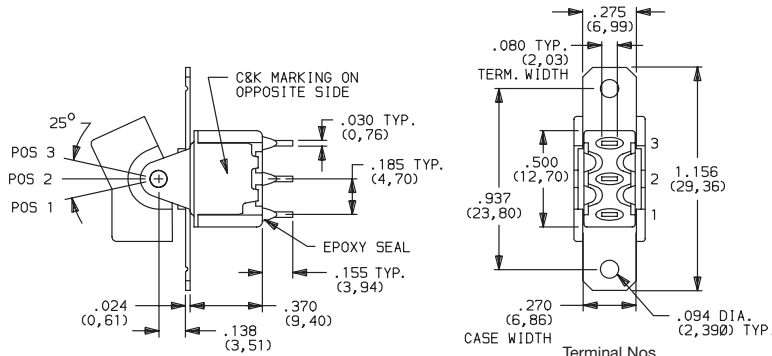 C&K MARKING ON
OPPOSITE SIDE
25°
POS 3
POS 2
POS 1
.030 TYP.
(0,76)
.185 TYP.
(4,70)
EPOXY SEAL
.155 TYP.
(3,94)
.024
(0,61)
.370
(9,40)
.138
(3,51)
.275
(6,99)
.080 TYP.
(2,03)
TERM. WIDTH
3
2
1
.500
(12,70)
.937
(23,80)
1.156
(29,36)
.270
(6,86)
CASE WIDTH
.094 DIA.
(2,390) TYP.
Terminal Nos.